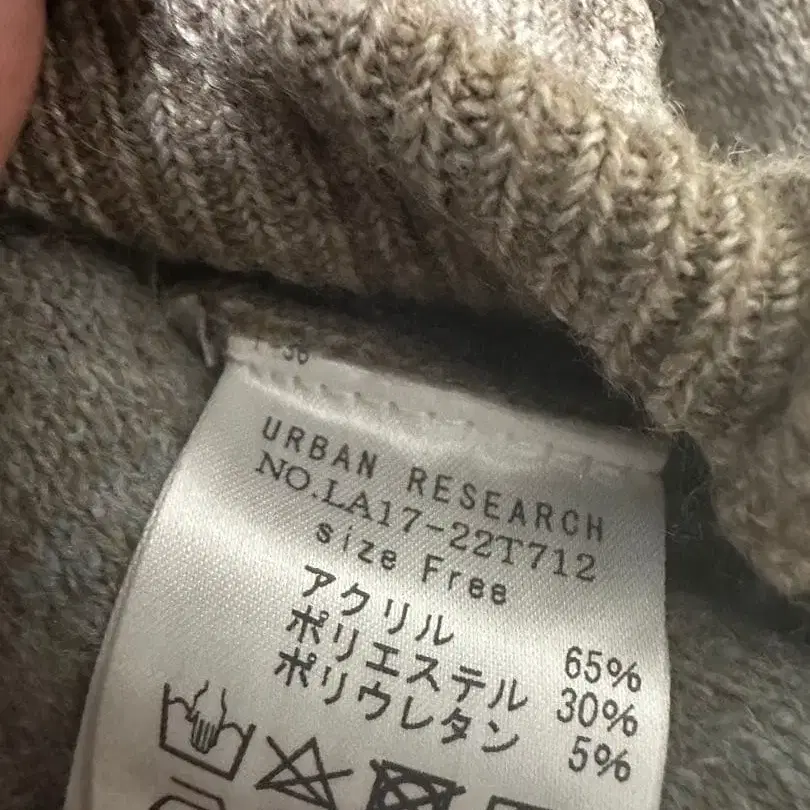 URBAN RESEARCH
NO.LA17-22T712
size Free
アクリル 65%
ポリエステル 30%
ポリウレタン 5%